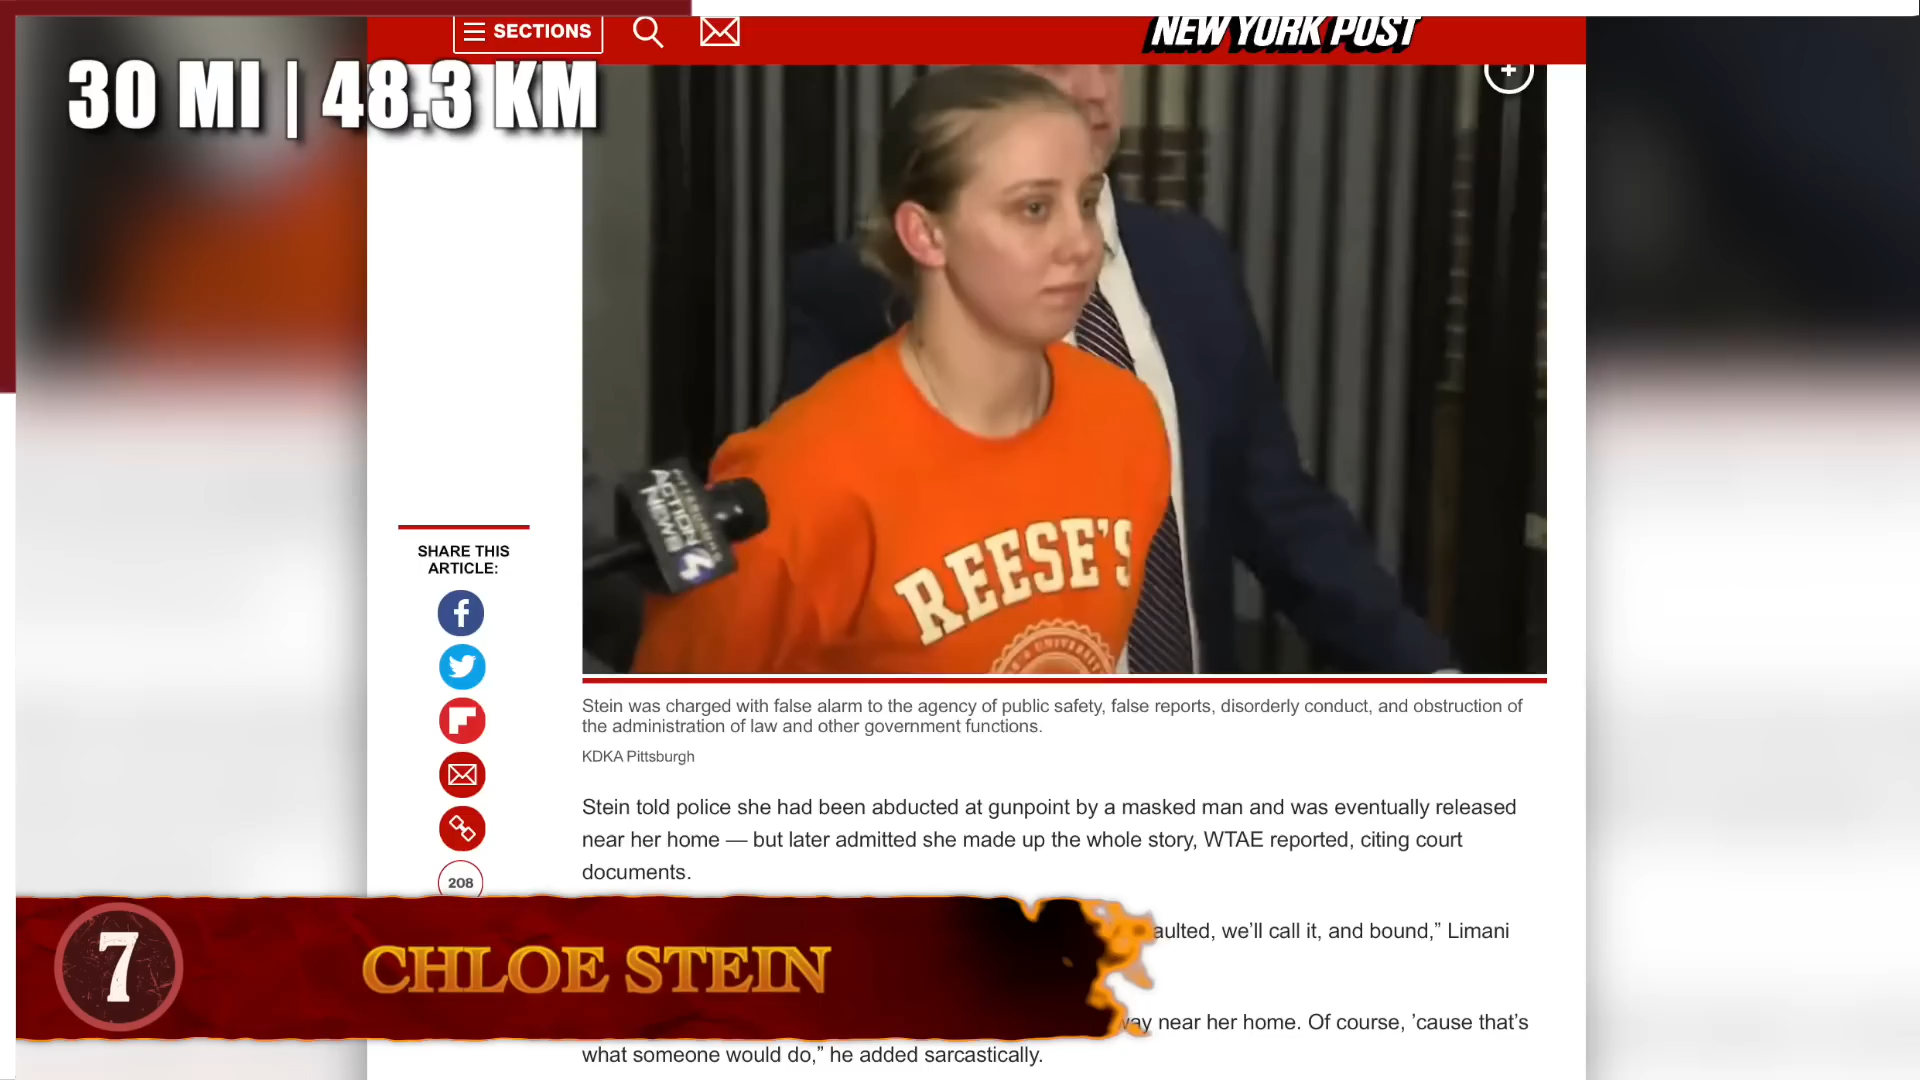 SECTIONS
NEW YORK POST
30 MI | 48.3 KM
PITTSBURGH'S
ACTION
NEWS
4
REESE'S
UNIVERSITY
SHARE THIS
ARTICLE:
208
Stein was charged with false alarm to the agency of public safety, false reports, disorderly conduct, and obstruction of
the administration of law and other government functions.
KDKA Pittsburgh
Stein told police she had been abducted at gunpoint by a masked man and was eventually released
near her home — but later admitted she made up the whole story, WTAE reported, citing court
documents.
aulted, we’ll call it, and bound,” Limani
way near her home. Of course, ’cause that’s
what someone would do,” he added sarcastically.
7
CHLOE STEIN